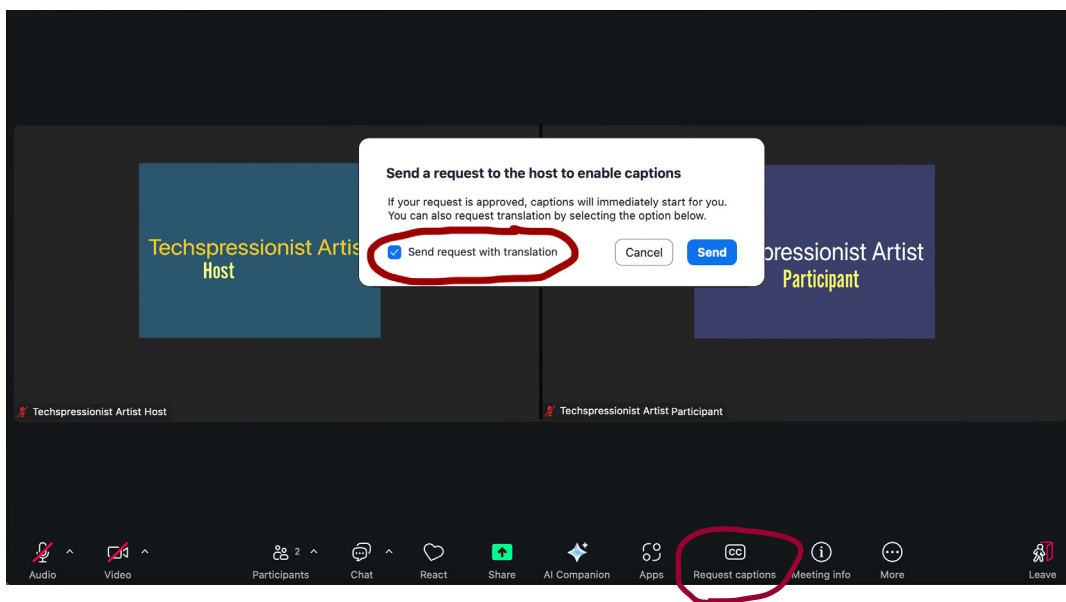 Send a request to the host to enable captions
If your request is approved, captions will immediately start for you.
You can also request translation by selecting the option below.
Send request with translation
Cancel
Send
Techspressionist Artis
Host
pressionist Artist
Participant
Techspressionist Artist Host
Techspressionist Artist Participant
CC
2
Audio
Video
Participants
Chat
React
Share
AI Companion
Apps
Request captions
Meeting info
More
Leave